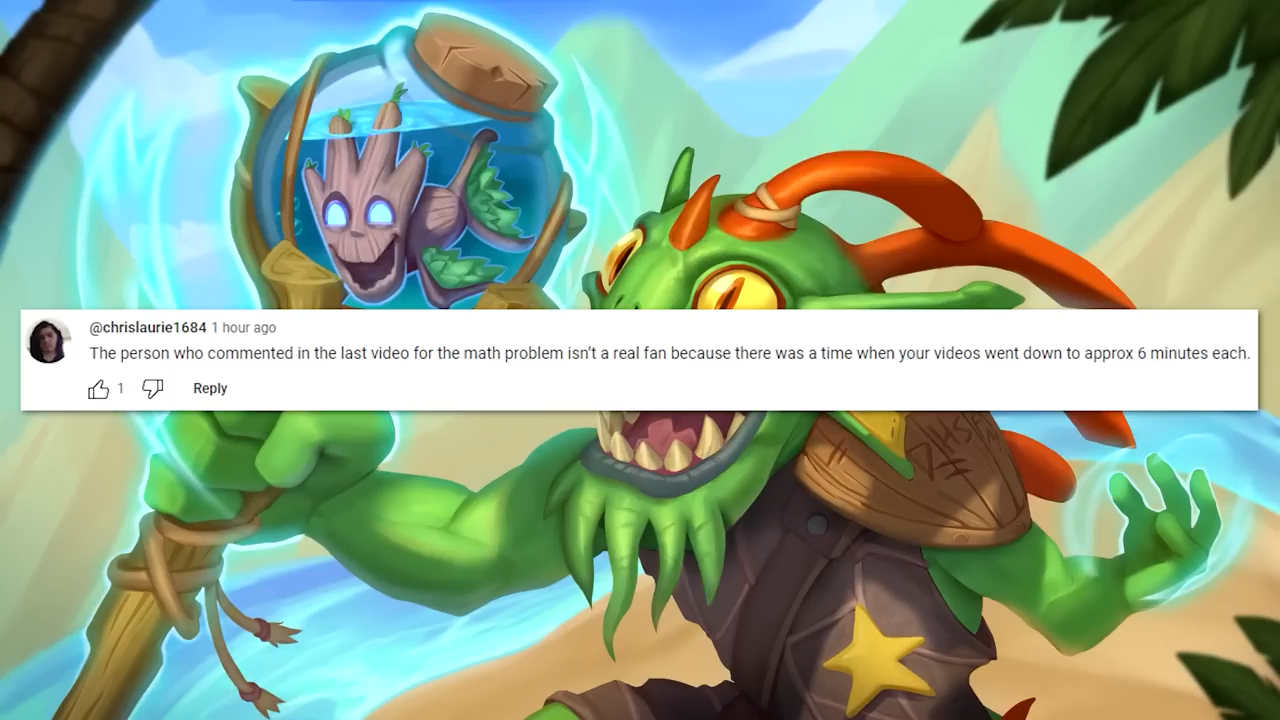 @chrislaurie1684 1 hour ago
The person who commented in the last video for the math problem isn't a real fan because there was a time when your videos went down to approx 6 minutes each.
1 Reply